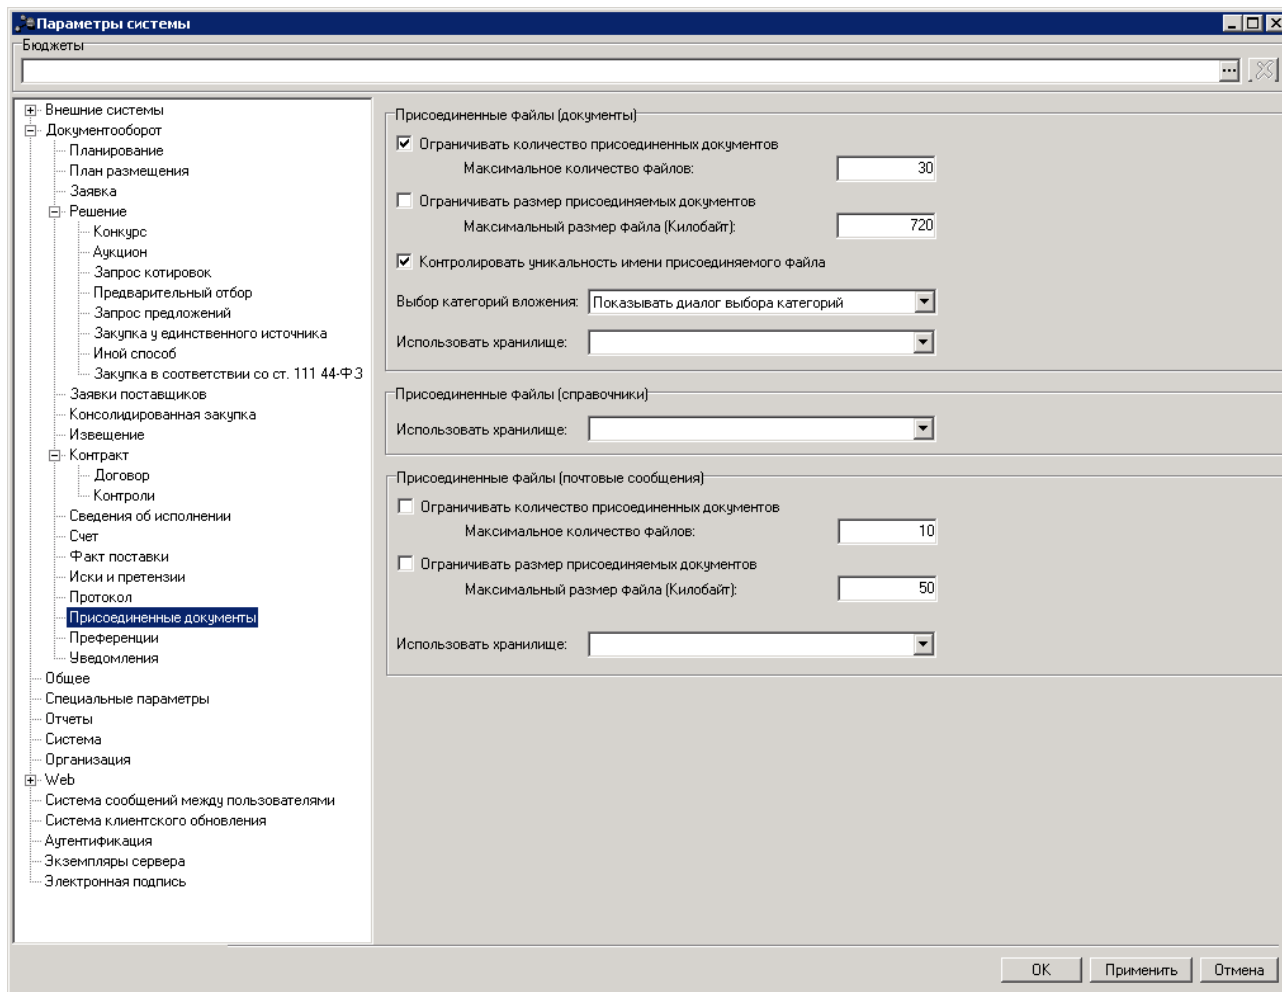 Параметры системы
Бюджеты
Внешние системы
Документооборот
Планирование
План размещения
Заявка
Решение
Конкурс
Аукцион
Запрос котировок
Предварительный отбор
Запрос предложений
Закупка у единственного источника
Иной способ
Закупка в соответствии со ст. 111 44-ФЗ
Заявки поставщиков
Консолидированная закупка
Извещение
Контракт
Договор
Контроли
Сведения об исполнении
Счет
Факт поставки
Иски и претензии
Протокол
Присоединенные документы
Преференции
Уведомления
Общее
Специальные параметры
Отчеты
Система
Организация
Web
Система сообщений между пользователями
Система клиентского обновления
Аутентификация
Экземпляры сервера
Электронная подпись
Присоединенные файлы (документы)
Ограничивать количество присоединенных документов
Максимальное количество файлов: 30
Ограничивать размер присоединяемых документов
Максимальный размер файла (Килобайт): 720
Контролировать уникальность имени присоединяемого файла
Выбор категорий вложения: Показывать диалог выбора категорий
Использовать хранилище:
Присоединенные файлы (справочники)
Использовать хранилище:
Присоединенные файлы (почтовые сообщения)
Ограничивать количество присоединенных документов
Максимальное количество файлов: 10
Ограничивать размер присоединяемых документов
Максимальный размер файла (Килобайт): 50
Использовать хранилище:
OK Применить Отмена